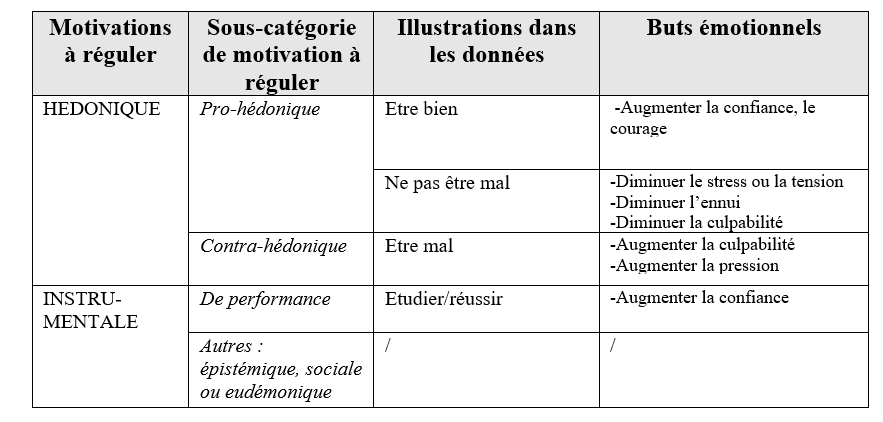 Motivations
à réguler
Sous-catégorie
de motivation à
réguler
Illustrations dans
les données
Buts émotionnels
HEDONIQUE
Pro-hédonique
Etre bien
-Augmenter la confiance, le
courage
Ne pas être mal
-Diminuer le stress ou la tension
-Diminuer l’ennui
-Diminuer la culpabilité
Contra-hédonique
Etre mal
-Augmenter la culpabilité
-Augmenter la pression
INSTRU-
MENTALE
De performance
Etudier/réussir
-Augmenter la confiance
Autres :
épistémique, sociale
ou eudémonique
/
/